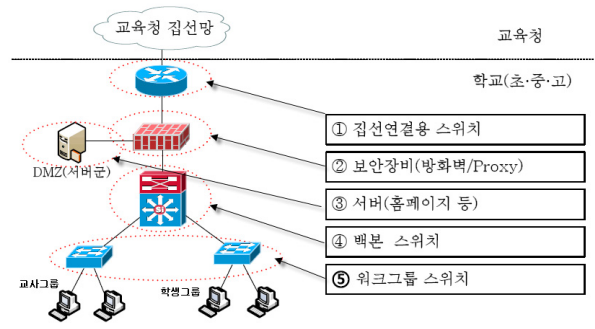 교육청 집선망
교육청
학교(초·중·고)
① 집선연결용 스위치
② 보안장비(방화벽/Proxy)
DMZ(서버군)
③ 서버(홈페이지 등)
④ 백본 스위치
⑤ 워크그룹 스위치
교사그룹
학생그룹